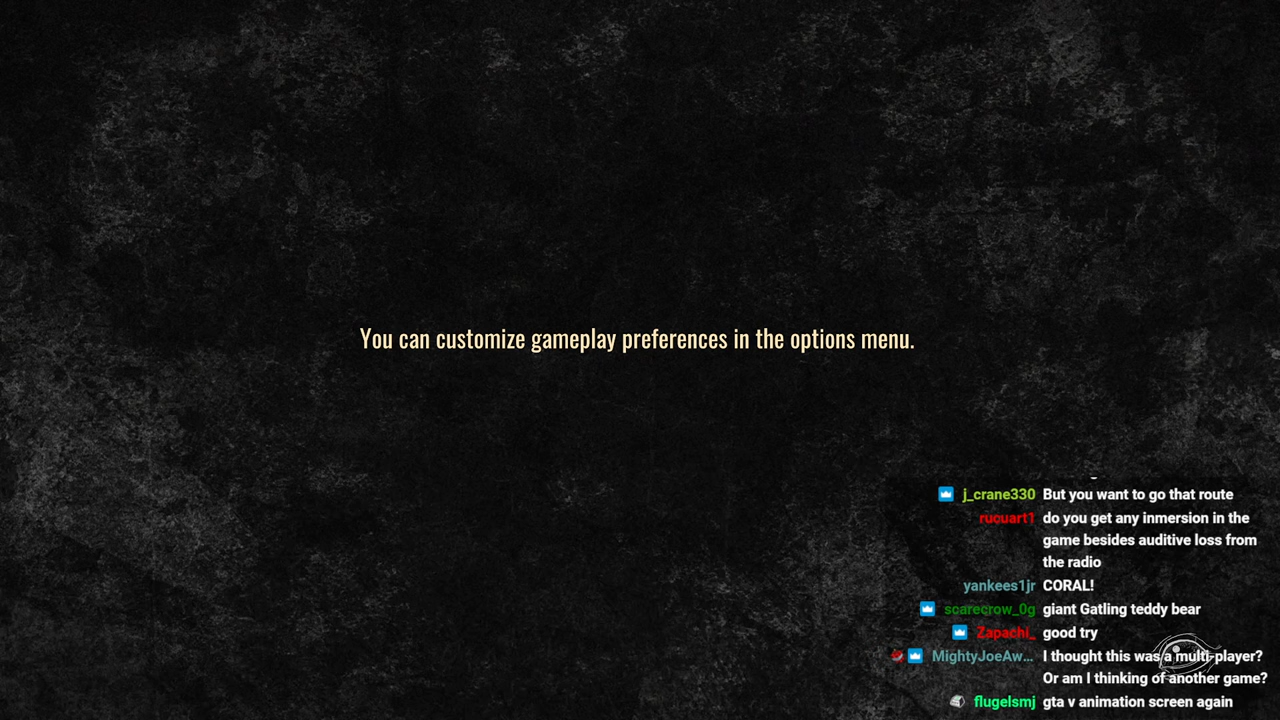 You can customize gameplay preferences in the options menu.
j_crane330 But you want to go that route
ruouart1 do you get any inmersion in the
game besides auditive loss from
the radio
yankees1jr CORAL!
scarecrow_0g giant Gatling teddy bear
Zapachi_ good try
MightyJoeAw... I thought this was a multi-player?
Or am I thinking of another game?
flugelsmj gta v animation screen again